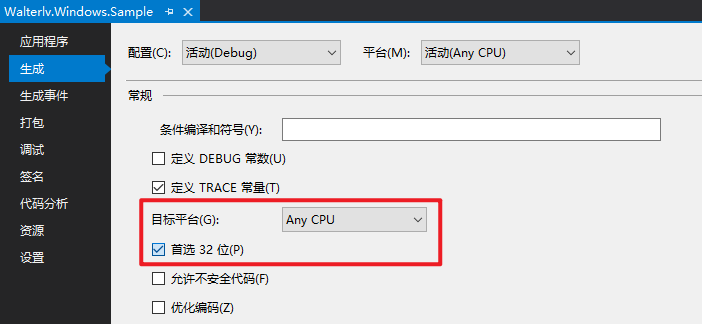 Walterlv.Windows.Sample
应用程序
生成
生成事件
打包
调试
签名
代码分析
资源
设置
配置(C): 活动(Debug) 平台(M): 活动(Any CPU)
常规
条件编译和符号(Y):
定义 DEBUG 常数(U)
定义 TRACE 常量(T)
目标平台(G): Any CPU
首选 32 位(P)
允许不安全代码(F)
优化编码(Z)